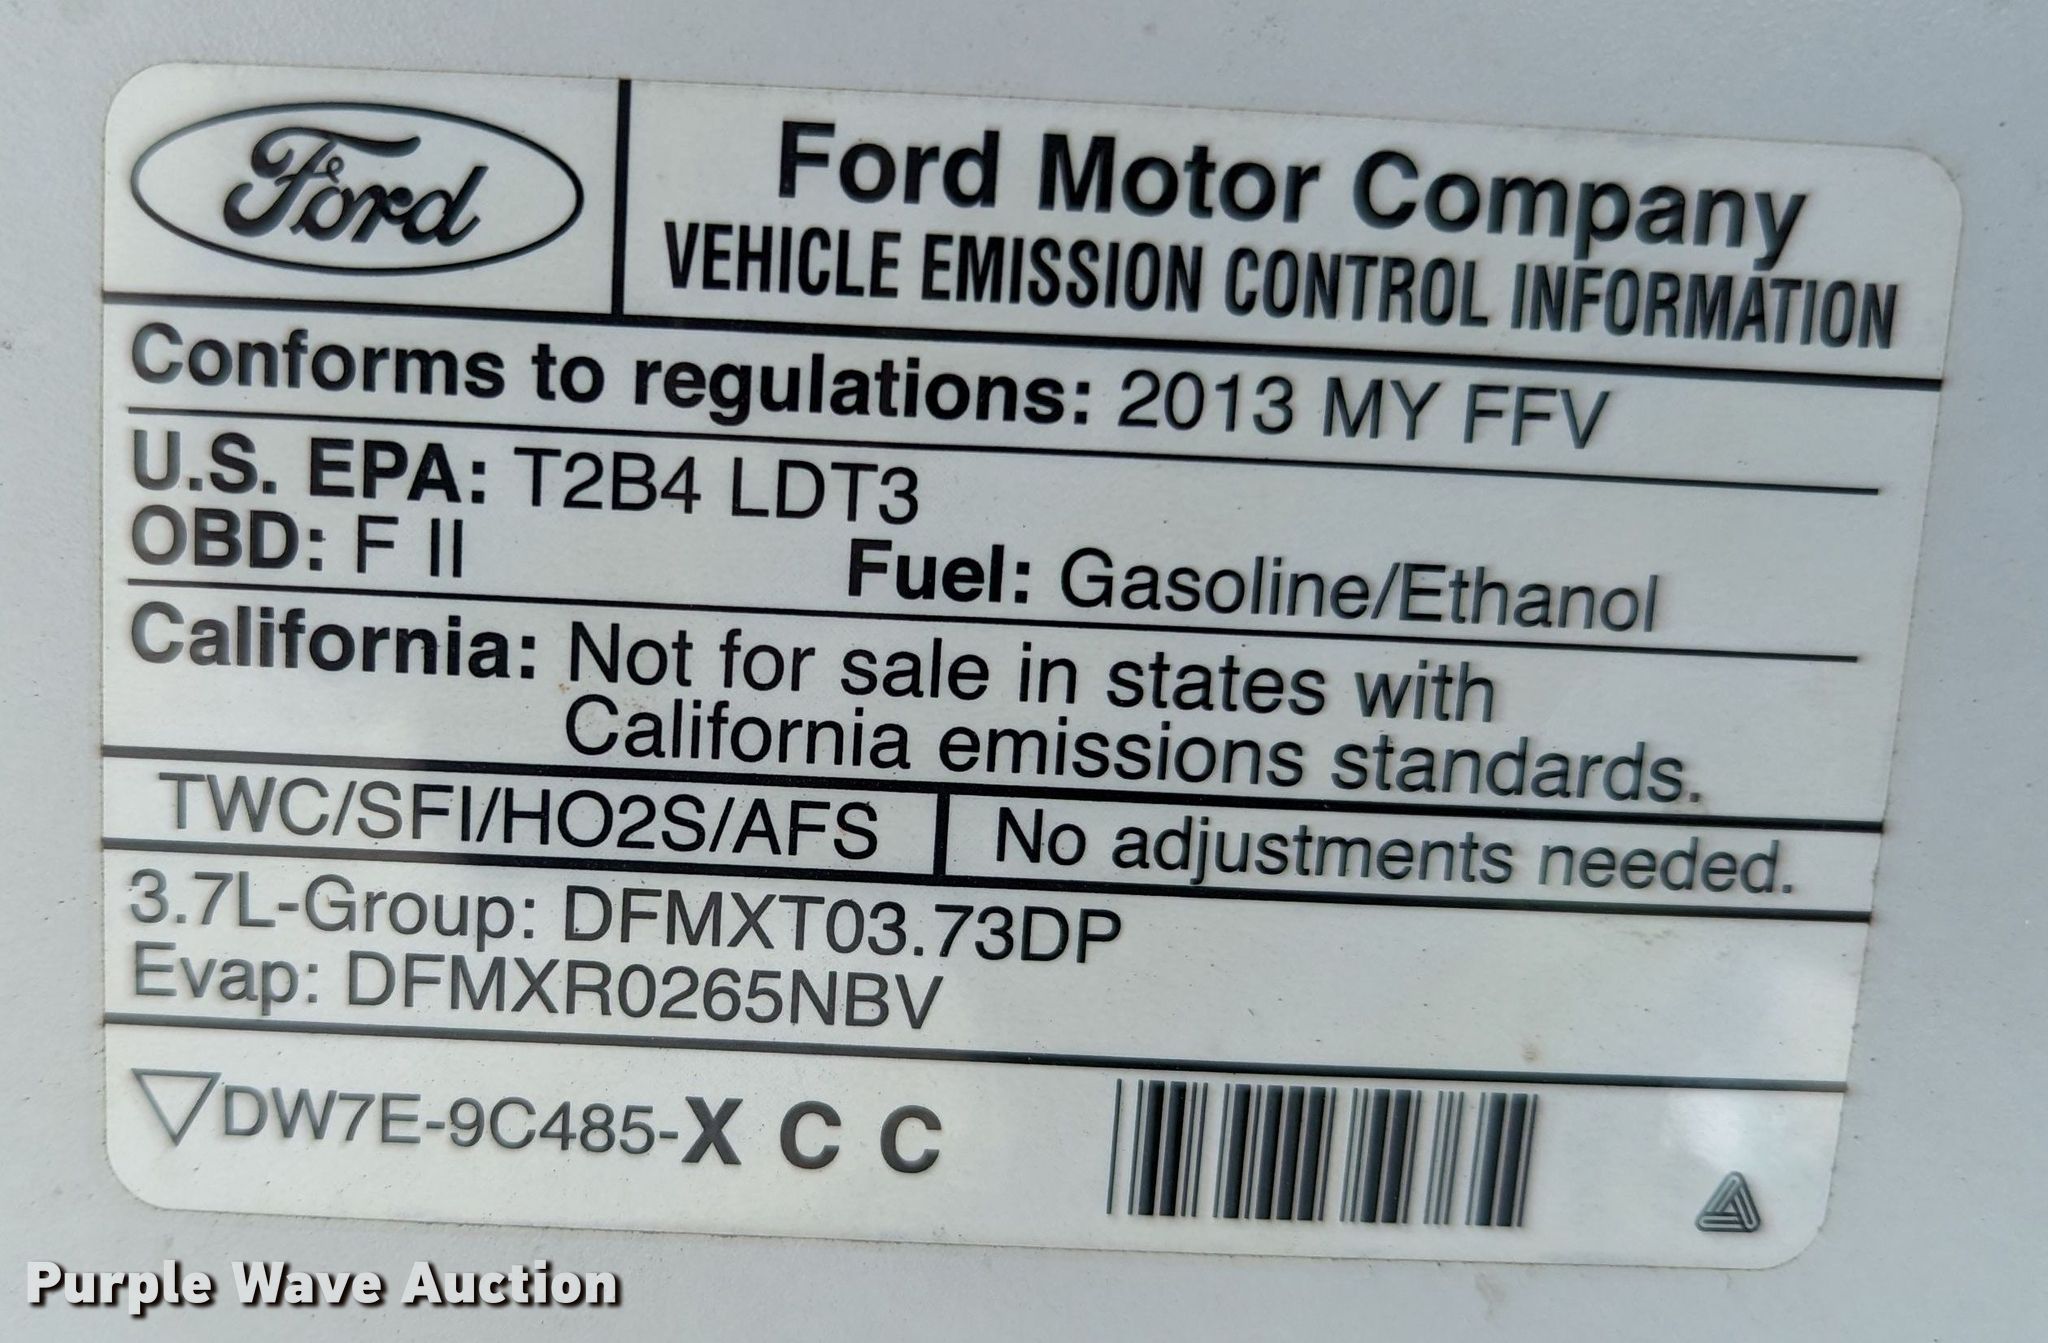 Ford
Ford Motor Company
VEHICLE EMISSION CONTROL INFORMATION
Conforms to regulations: 2013 MY FFV
U.S. EPA: T2B4 LDT3
OBD: F II Fuel: Gasoline/Ethanol
California: Not for sale in states with
California emissions standards.
TWC/SFI/HO2S/AFS No adjustments needed.
3.7L-Group: DFMXT03.73DP
Evap: DFMXR0265NBV
DW7E-9C485-X C C
Purple Wave Auction